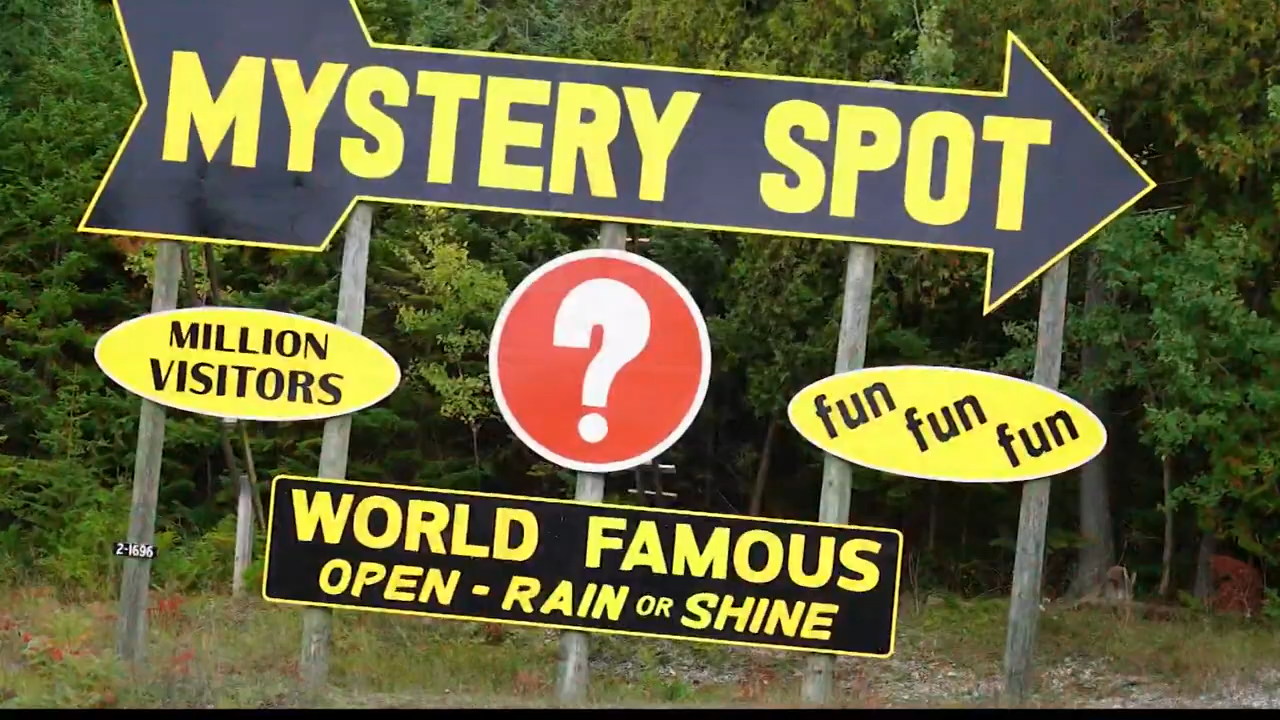 MYSTERY SPOT
MILLION
VISITORS
?
fun fun fun
WORLD FAMOUS
OPEN - RAIN OR SHINE
2-1696